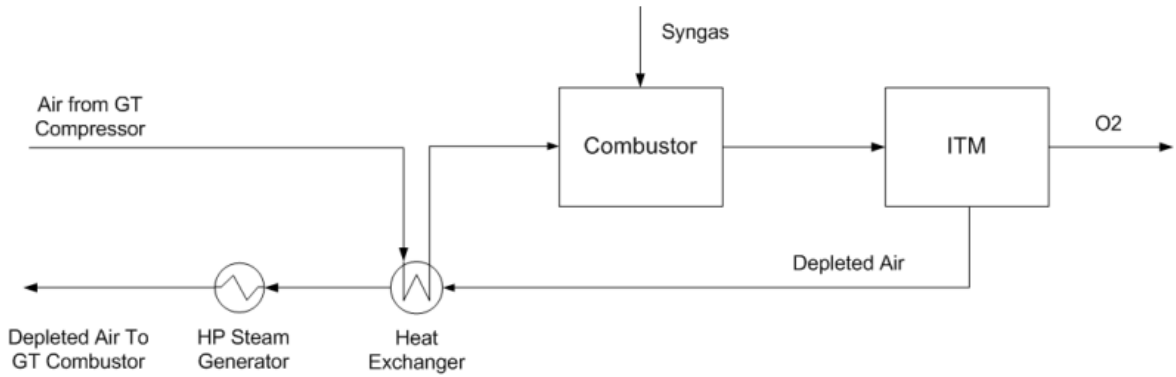 Syngas
Air from GT
Compressor
Combustor
ITM
O2
Depleted Air
Depleted Air To
GT Combustor
HP Steam
Generator
Heat
Exchanger